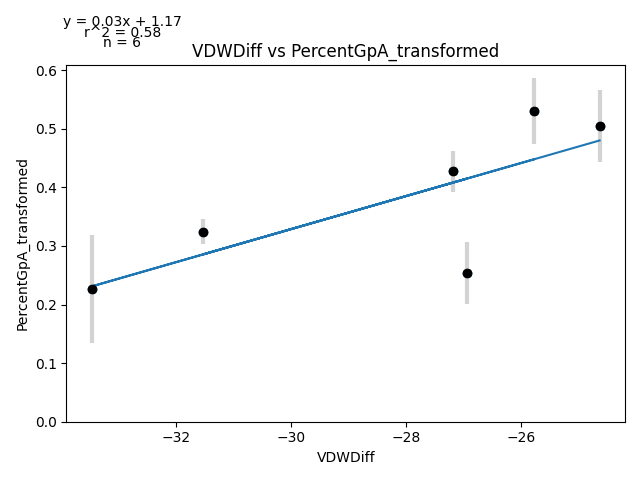 y = 0.03x + 1.17
r^2 = 0.58
n = 6
VDWDiff vs PercentGpA_transformed
PercentGpA_transformed
0.6
0.5
0.4
0.3
0.2
0.1
0.0
−32
−30
−28
−26
VDWDiff